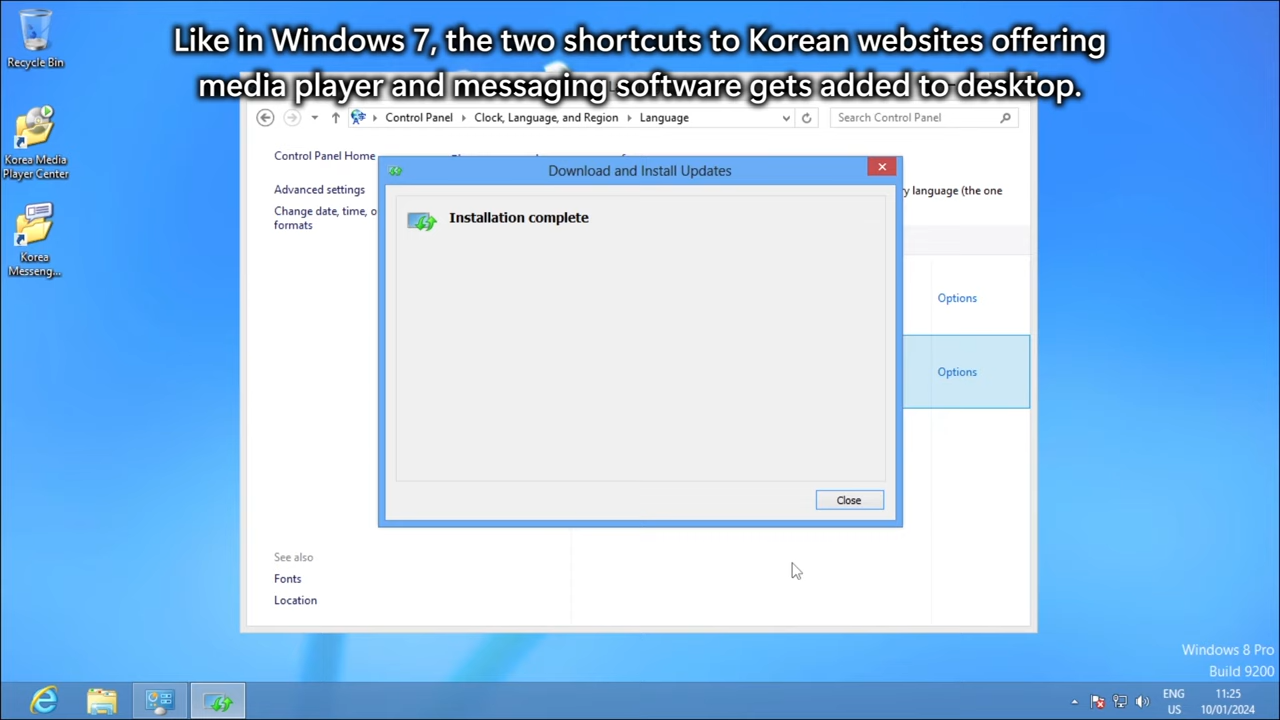 Like in Windows 7, the two shortcuts to Korean websites offering
media player and messaging software gets added to desktop.
Recycle Bin
Korea Media
Player Center
Korea
Messeng...
Control Panel
Clock, Language, and Region
Language
Search Control Panel
Control Panel Home
Advanced settings
Change date, time, o
formats
y language (the one
Download and Install Updates
Installation complete
Options
Options
Close
See also
Fonts
Location
Windows 8 Pro
Build 9200
ENG
US
11:25
10/01/2024